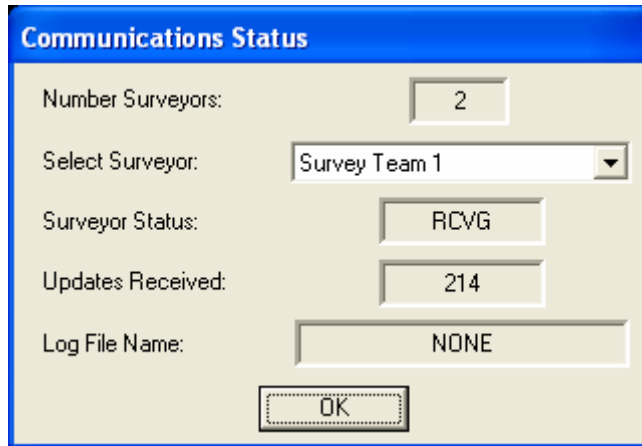 Communications Status
Number Surveyors: 2
Select Surveyor: Survey Team 1
Surveyor Status: RCVG
Updates Received: 214
Log File Name: NONE
OK